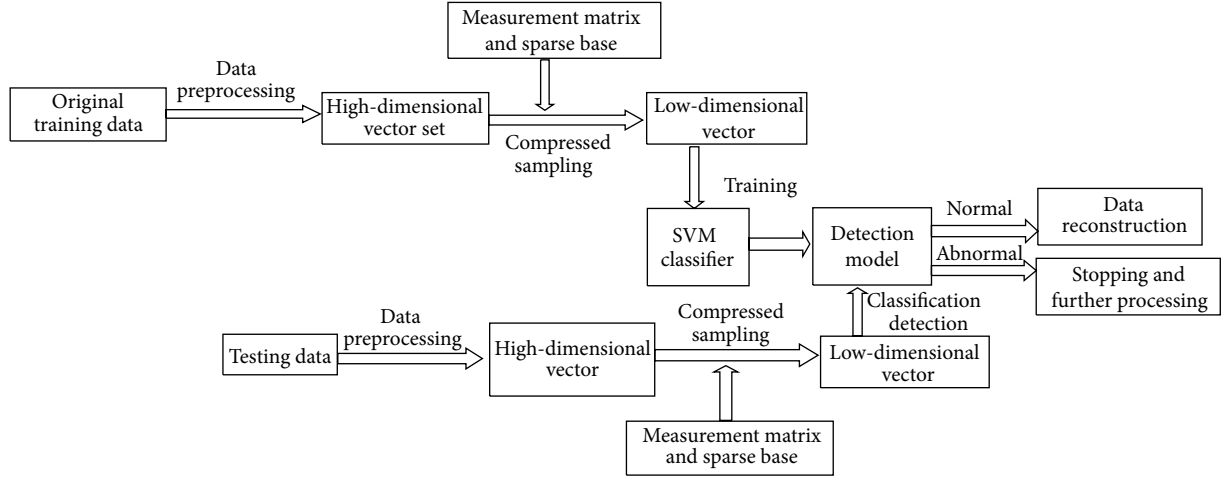 Measurement matrix
and sparse base
Data
preprocessing
Original
training data
High-dimensional
vector set
Compressed
sampling
Low-dimensional
vector
Training
SVM
classifier
Detection
model
Normal
Data
reconstruction
Abnormal
Stopping and
further processing
Classification
detection
Testing data
Data
preprocessing
High-dimensional
vector
Compressed
sampling
Low-dimensional
vector
Measurement matrix
and sparse base